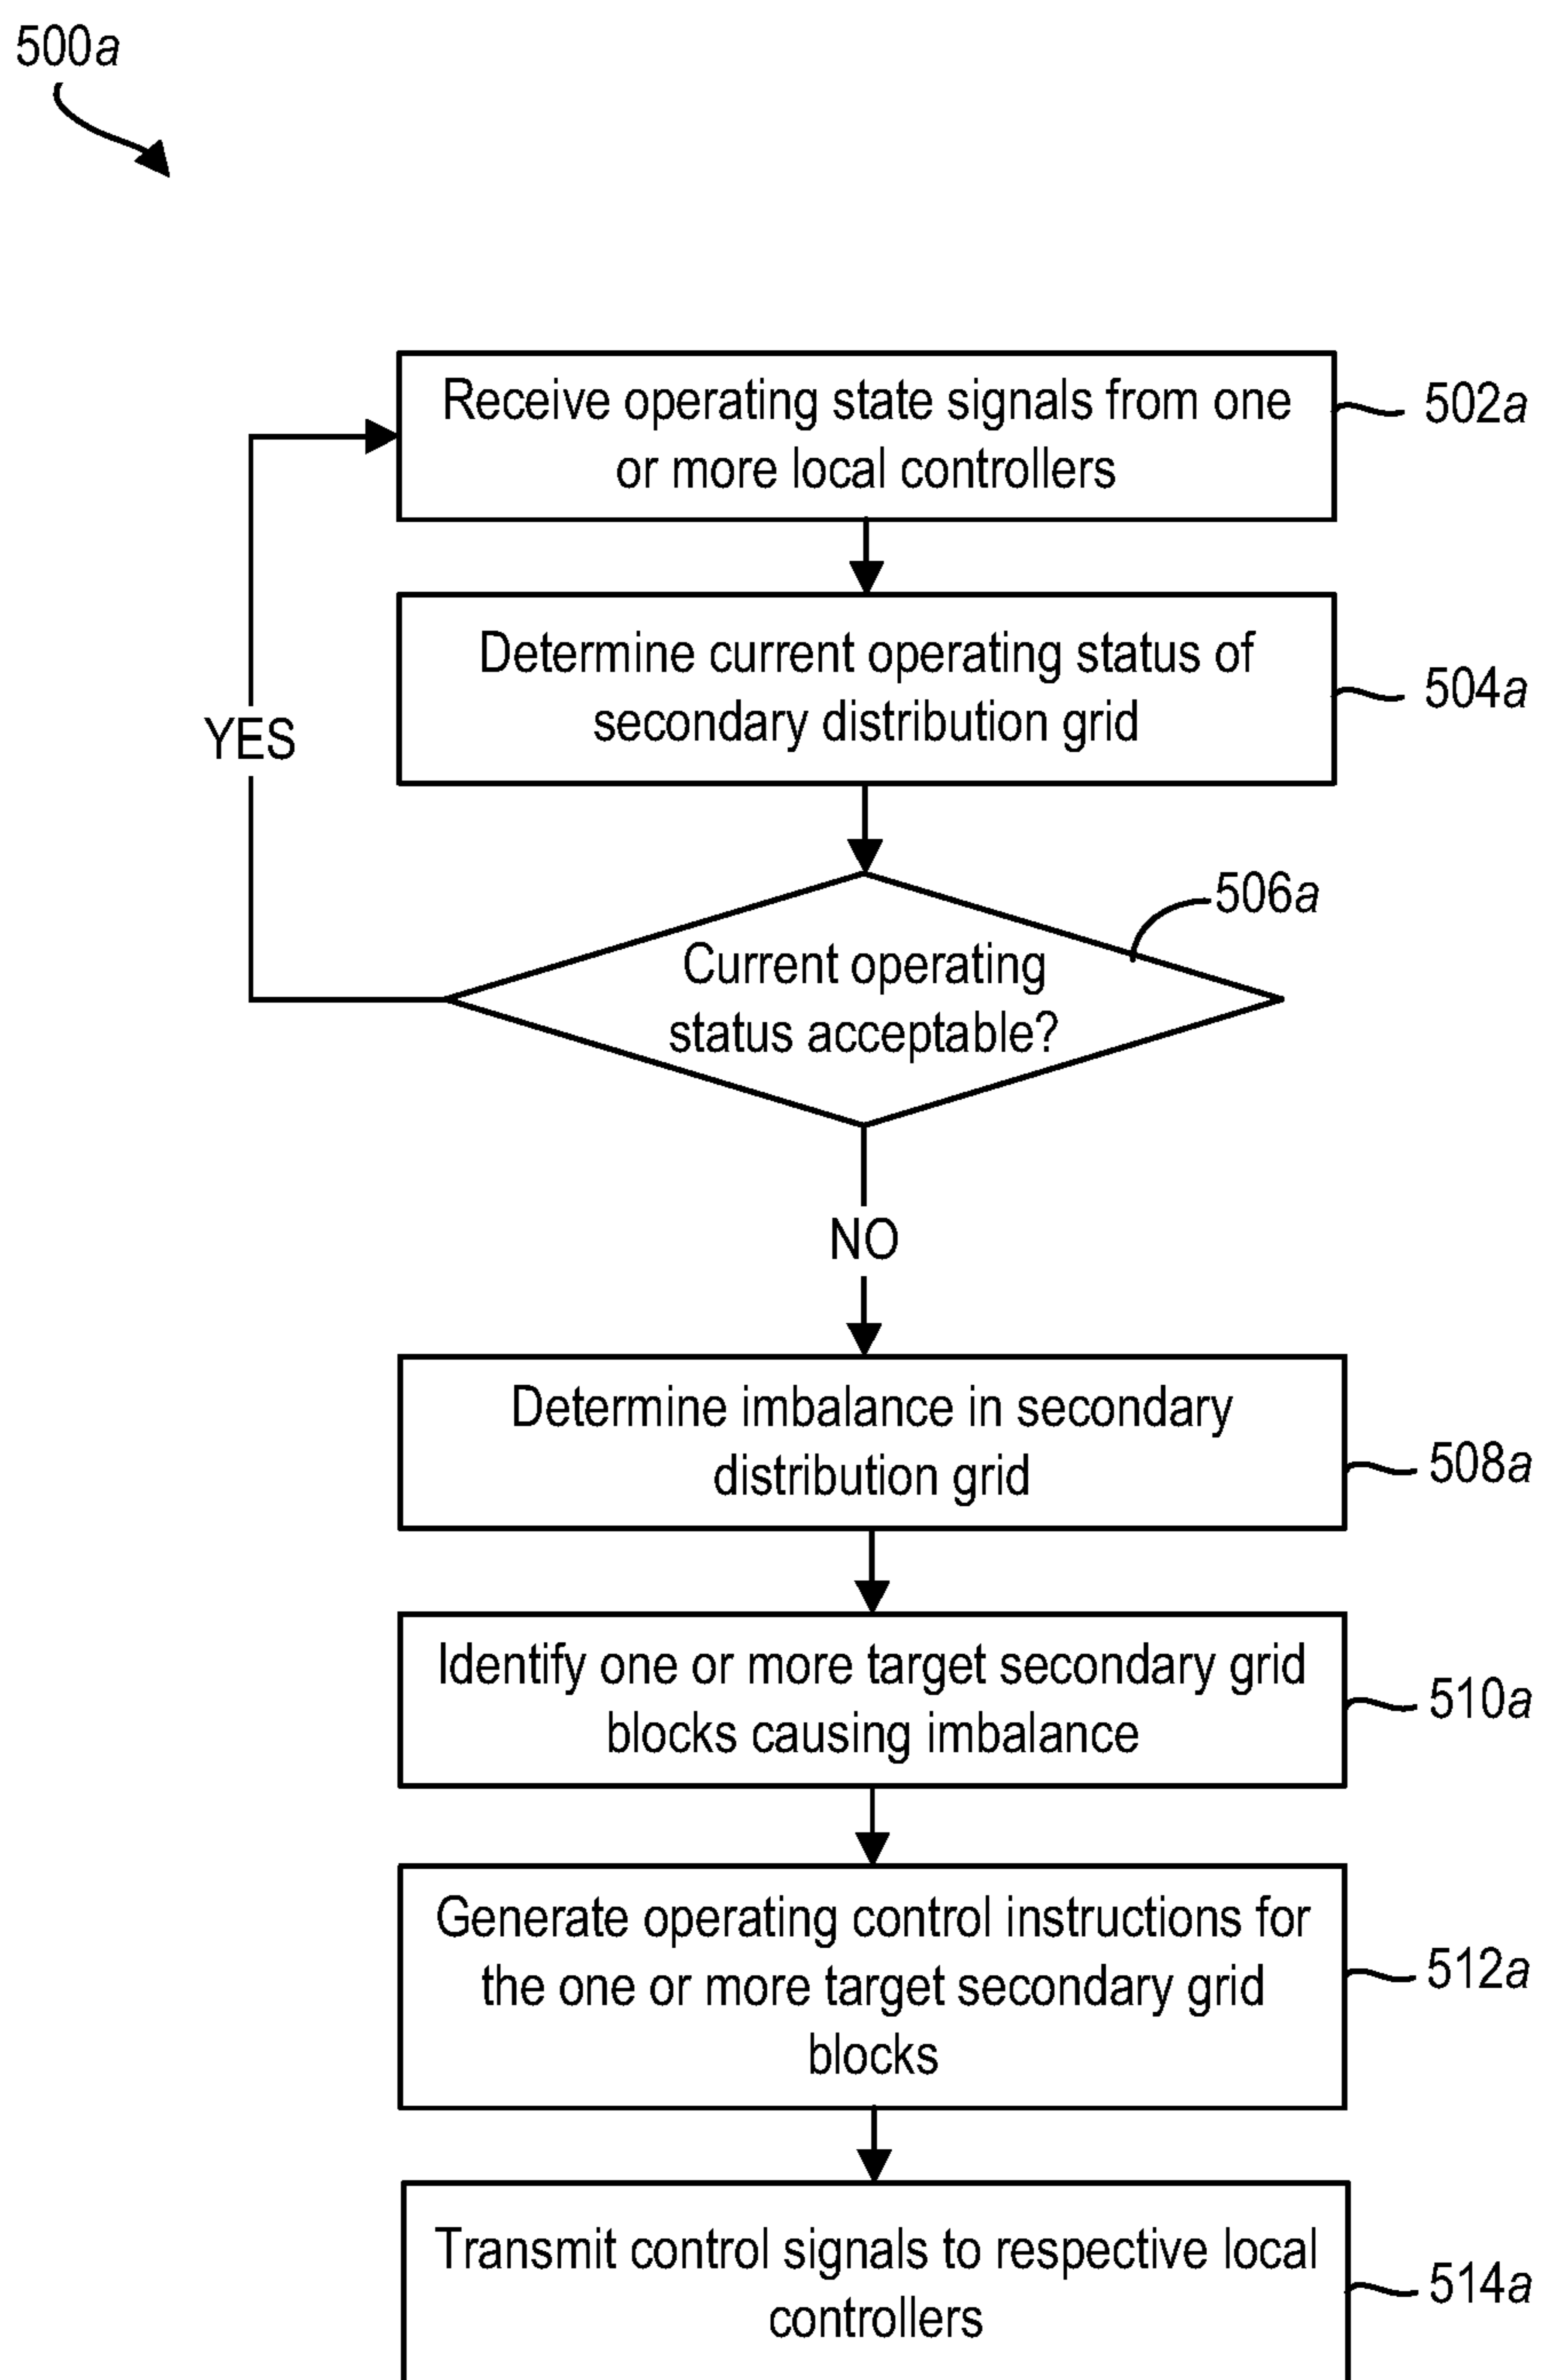 500a
Receive operating state signals from one
or more local controllers
502a
Determine current operating status of
secondary distribution grid
504a
YES
506a
Current operating
status acceptable?
NO
Determine imbalance in secondary
distribution grid
508a
Identify one or more target secondary grid
blocks causing imbalance
510a
Generate operating control instructions for
the one or more target secondary grid
blocks
512a
Transmit control signals to respective local
controllers
514a